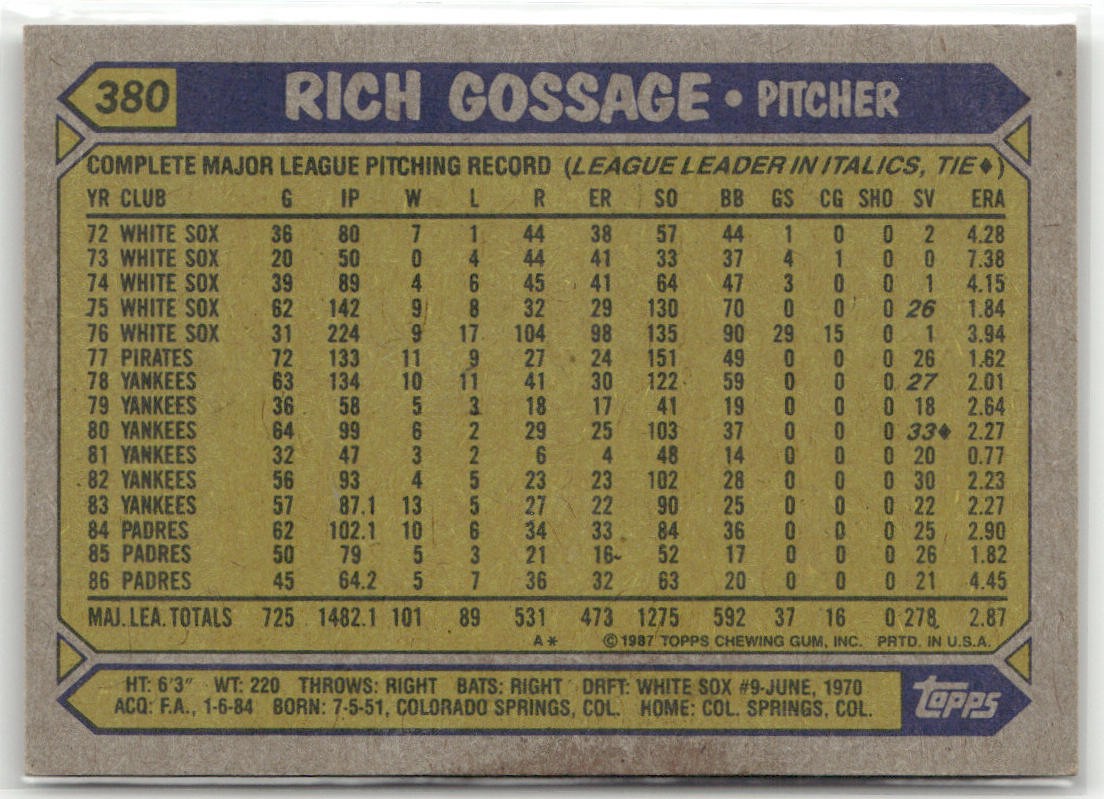 380 RICH GOSSAGE • PITCHER
COMPLETE MAJOR LEAGUE PITCHING RECORD (LEAGUE LEADER IN ITALICS, TIE♦)
YR CLUB G IP W L R ER SO BB GS CG SHO SV ERA
72 WHITE SOX 36 80 7 1 44 38 57 44 1 0 0 2 4.28
73 WHITE SOX 20 50 0 4 44 41 33 37 4 1 0 0 7.38
74 WHITE SOX 39 89 4 6 45 41 64 47 3 0 0 1 4.15
75 WHITE SOX 62 142 9 8 32 29 130 70 0 0 0 26 1.84
76 WHITE SOX 31 224 9 17 104 98 135 90 29 15 0 1 3.94
77 PIRATES 72 133 11 9 27 24 151 49 0 0 0 26 1.62
78 YANKEES 63 134 10 11 41 30 122 59 0 0 0 27 2.01
79 YANKEES 36 58 5 3 18 17 41 19 0 0 0 18 2.64
80 YANKEES 64 99 6 2 29 25 103 37 0 0 0 33♦ 2.27
81 YANKEES 32 47 3 2 6 4 48 14 0 0 0 20 0.77
82 YANKEES 56 93 4 5 23 23 102 28 0 0 0 30 2.23
83 YANKEES 57 87.1 13 5 27 22 90 25 0 0 0 22 2.27
84 PADRES 62 102.1 10 6 34 33 84 36 0 0 0 25 2.90
85 PADRES 50 79 5 3 21 16 52 17 0 0 0 26 1.82
86 PADRES 45 64.2 5 7 36 32 63 20 0 0 0 21 4.45
MAJ. LEA. TOTALS 725 1482.1 101 89 531 473 1275 592 37 16 0 278 2.87
A* © 1987 TOPPS CHEWING GUM, INC. PRTD. IN U.S.A.
HT: 6'3" WT: 220 THROWS: RIGHT BATS: RIGHT DRFT: WHITE SOX #9-JUNE, 1970
ACQ: F.A., 1-6-84 BORN: 7-5-51, COLORADO SPRINGS, COL. HOME: COL. SPRINGS, COL.
Topps